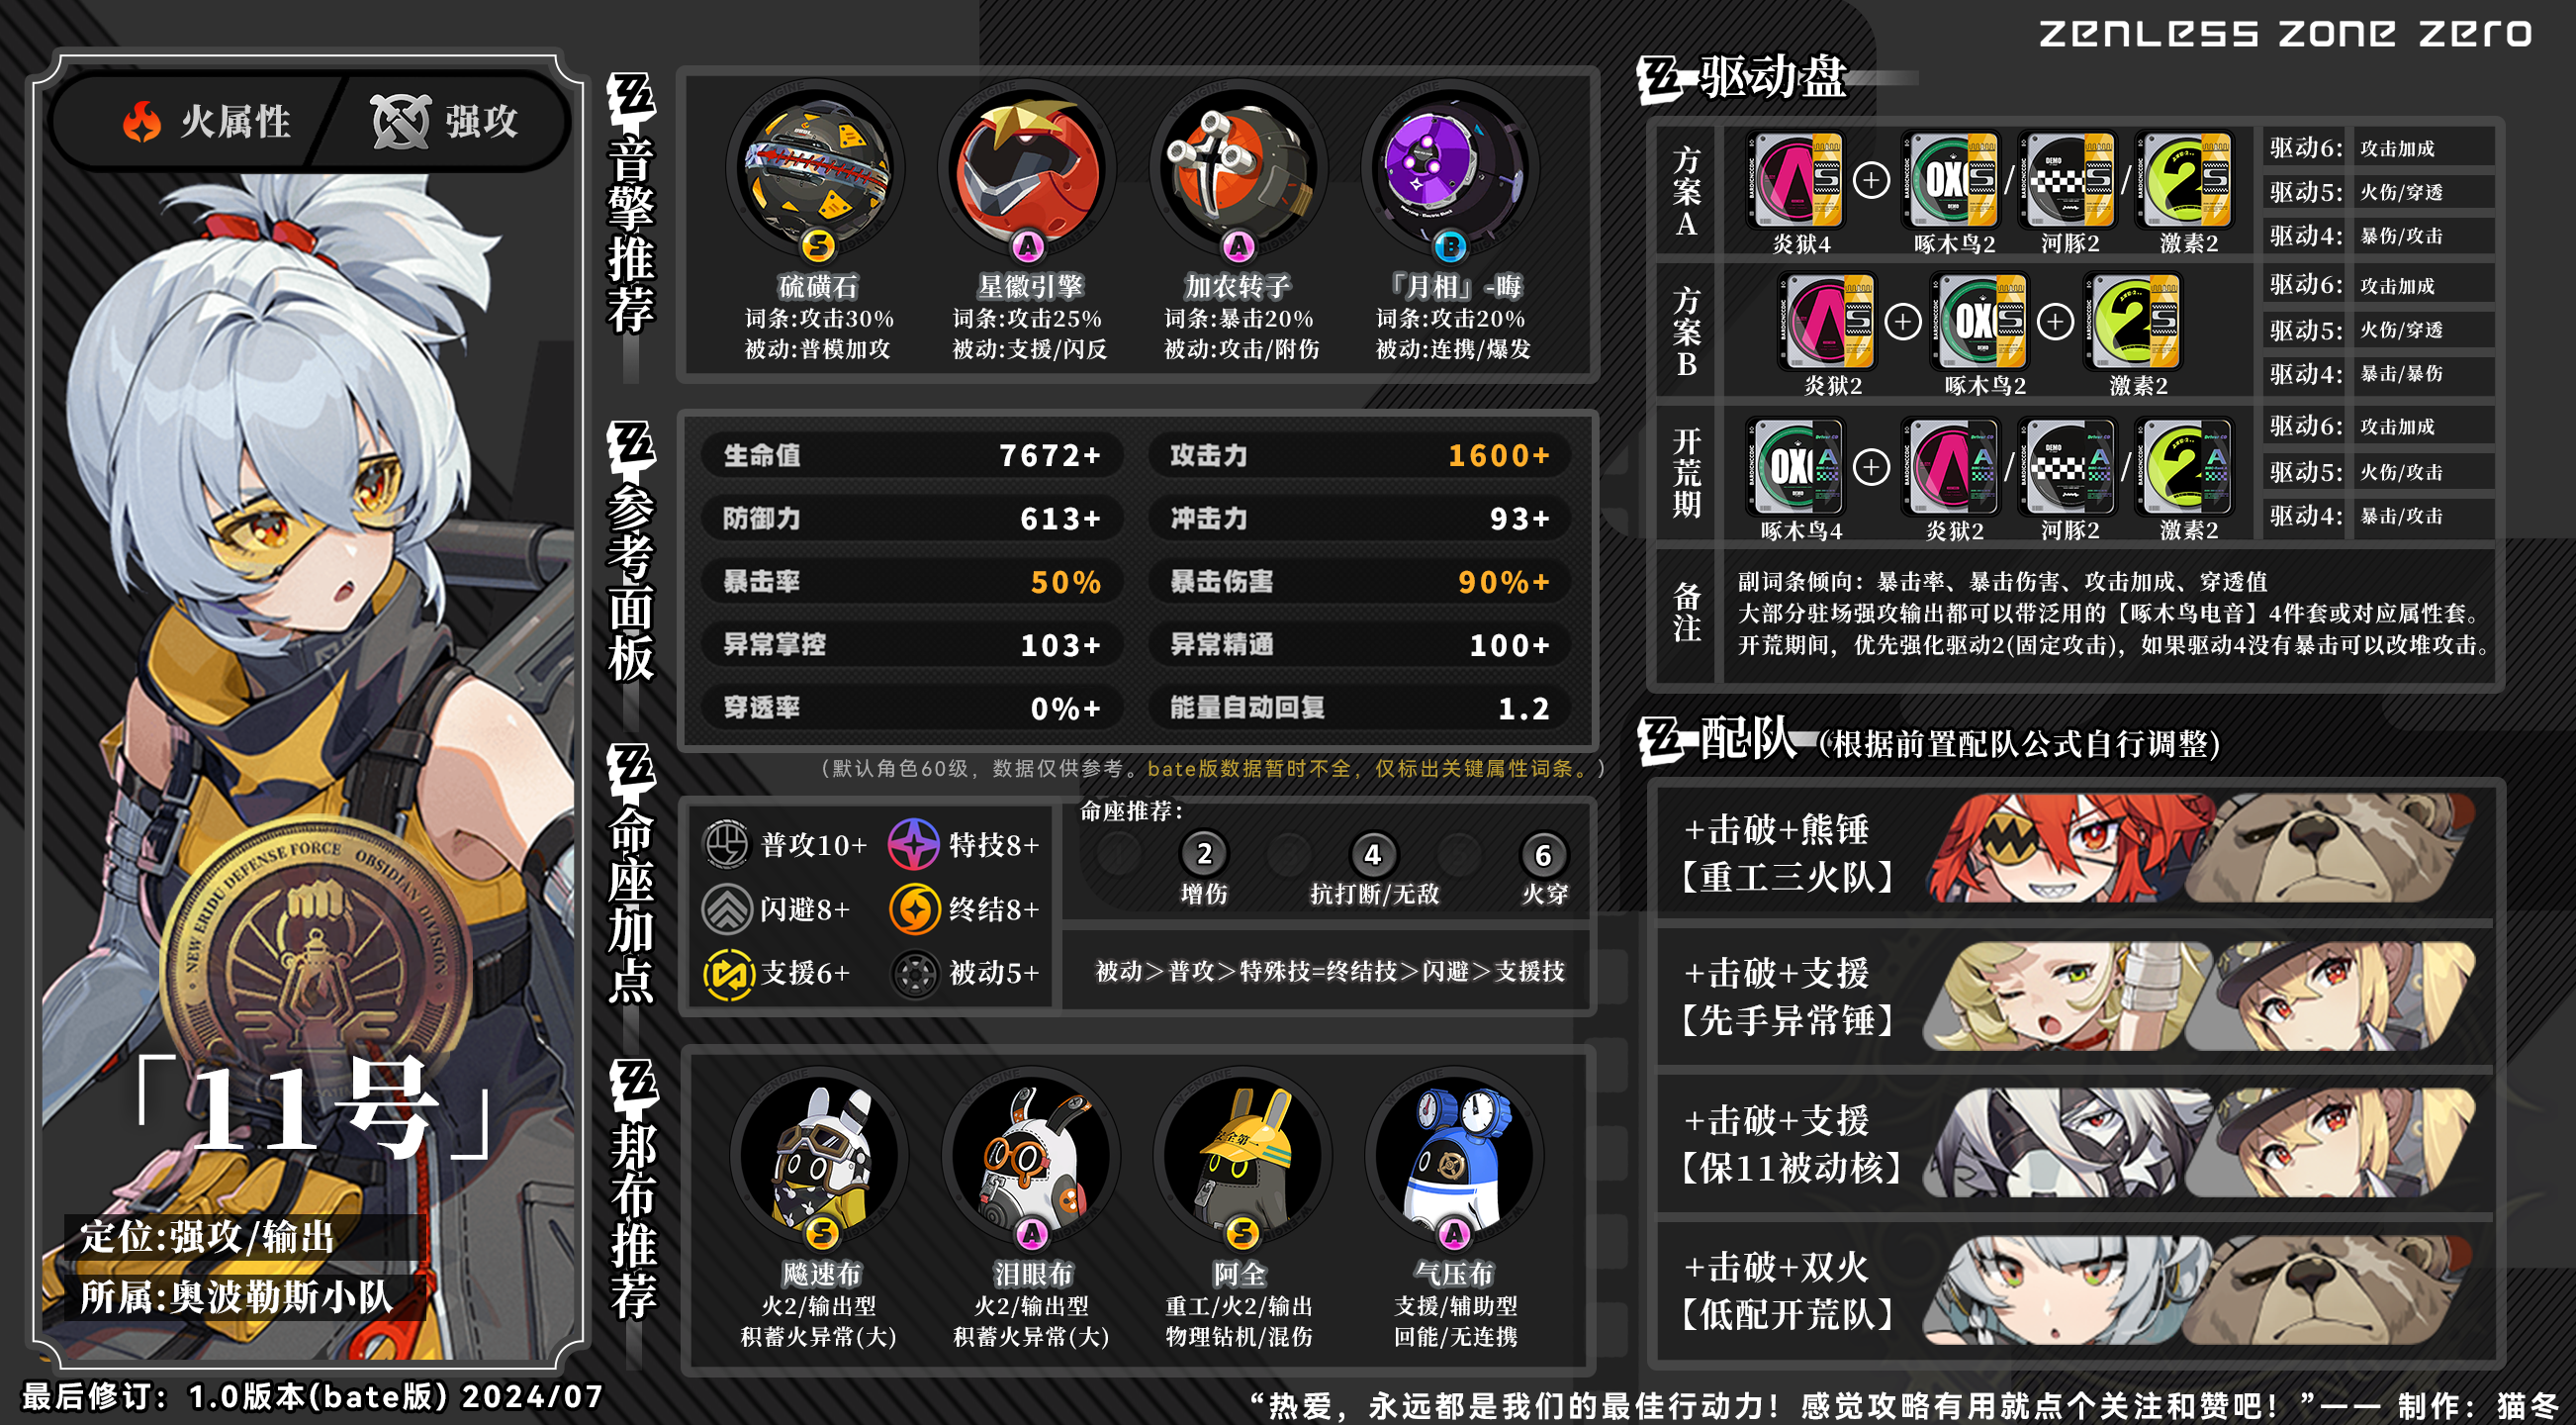 ZENLESS ZONE ZERO
火属性
强攻
NEW ERIDU DEFENSE FORCE OBSIDIAN DIVISION
「11号」
定位:强攻/输出
所属:奥波勒斯小队
最后修订：1.0版本(bate版) 2024/07
音擎推荐
S
硫磺石
词条:攻击30%
被动:普模加攻
A
星徽引擎
词条:攻击25%
被动:支援/闪反
A
加农转子
词条:暴击20%
被动:攻击/附伤
B
「月相」-晦
词条:攻击20%
被动:连携/爆发
参考面板
生命值 7672+
攻击力 1600+
防御力 613+
冲击力 93+
暴击率 50%
暴击伤害 90%+
异常掌控 103+
异常精通 100+
穿透率 0%+
能量自动回复 1.2
（默认角色60级，数据仅供参考。bate版数据暂时不全，仅标出关键属性词条。）
命座加点
普攻10+
特技8+
闪避8+
终结8+
支援6+
被动5+
命座推荐：
2 4 6
增伤 抗打断/无敌 火穿
被动＞普攻＞特殊技=终结技＞闪避＞支援技
邦布推荐
安全第一
S
飚速布
火2/输出型
积蓄火异常(大)
A
泪眼布
火2/输出型
积蓄火异常(大)
S
阿全
重工/火2/输出
物理钻机/混伤
A
气压布
支援/辅助型
回能/无连携
驱动盘
方案A
炎狱4
啄木鸟2
河豚2
激素2
驱动6： 攻击加成
驱动5： 火伤/穿透
驱动4： 暴伤/攻击
方案B
炎狱2
啄木鸟2
激素2
驱动6： 攻击加成
驱动5： 火伤/穿透
驱动4： 暴击/暴伤
开荒期
啄木鸟4
炎狱2
河豚2
激素2
驱动6： 攻击加成
驱动5： 火伤/攻击
驱动4： 暴击/攻击
备注
副词条倾向：暴击率、暴击伤害、攻击加成、穿透值
大部分驻场强攻输出都可以带泛用的【啄木鸟电音】4件套或对应属性套。
开荒期间，优先强化驱动2(固定攻击)，如果驱动4没有暴击可以改堆攻击。
配队（根据前置配队公式自行调整）
+击破+熊锤
【重工三火队】
+击破+支援
【先手异常锤】
+击破+支援
【保11被动核】
+击破+双火
【低配开荒队】
“热爱，永远都是我们的最佳行动力！感觉攻略有用就点个关注和赞吧！”—— 制作：猫冬